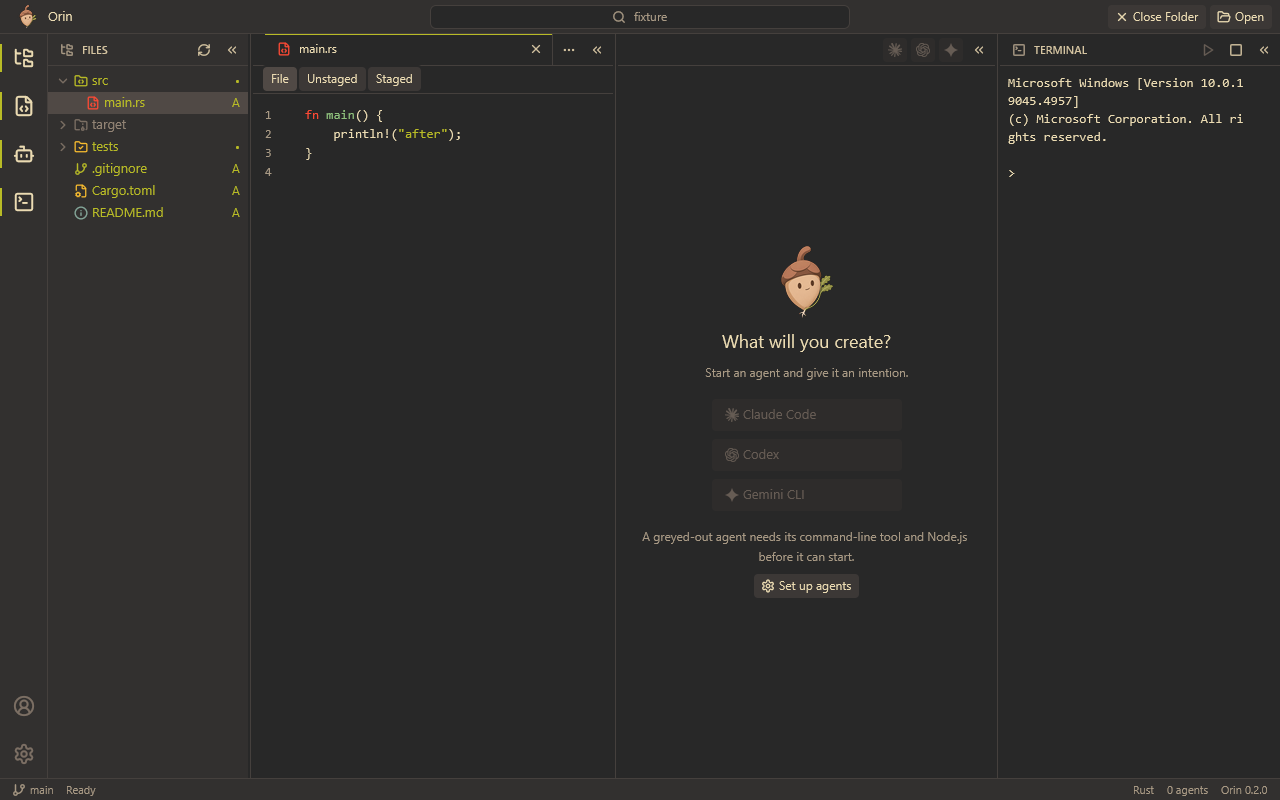 Orin
fixture
Close Folder
Open
FILES
src
main.rs A
target
tests
.gitignore A
Cargo.toml A
README.md A
main.rs
File Unstaged Staged
1 fn main() {
2 println!("after");
3 }
4
What will you create?
Start an agent and give it an intention.
Claude Code
Codex
Gemini CLI
A greyed-out agent needs its command-line tool and Node.js
before it can start.
Set up agents
TERMINAL
Microsoft Windows [Version 10.0.1
9045.4957]
(c) Microsoft Corporation. All ri
ghts reserved.
>
main Ready
Rust 0 agents Orin 0.2.0